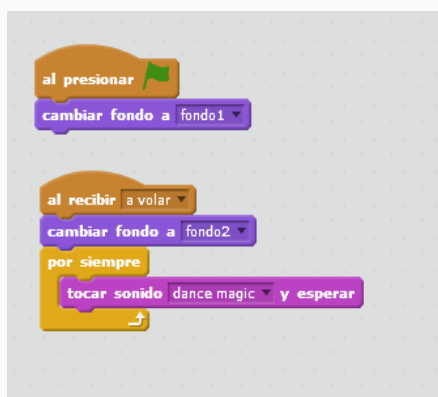 al presionar
cambiar fondo a fondo1
al recibir a volar
cambiar fondo a fondo2
por siempre
tocar sonido dance magic y esperar